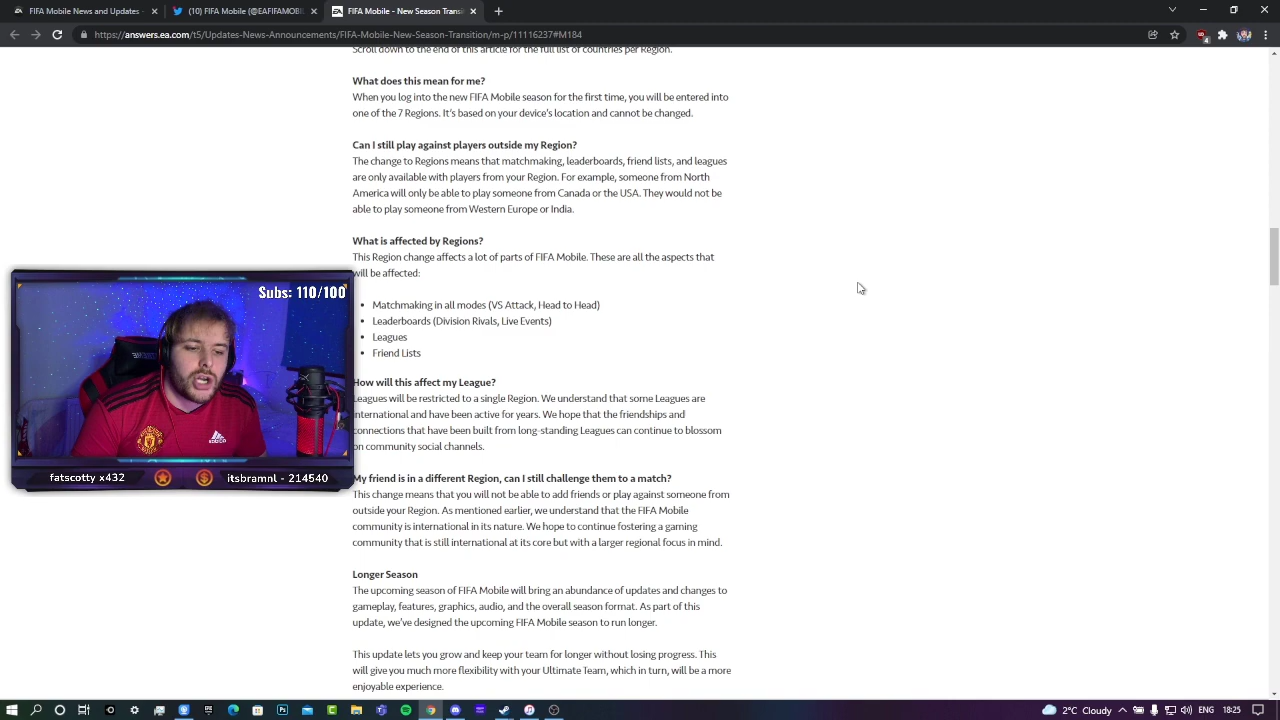 FIFA Mobile News and Updates -
(10) FIFA Mobile (@EAFIFAMOBIL
FIFA Mobile: New Season Transiti
https://answers.ea.com/t5/Updates-News-Announcements/FIFA-Mobile-New-Season-Transition/m-p/11116237#M184
Scroll down to the end of this article for the full list of countries per Region.
What does this mean for me?
When you log into the new FIFA Mobile season for the first time, you will be entered into
one of the 7 Regions. It's based on your device's location and cannot be changed.
Can I still play against players outside my Region?
The change to Regions means that matchmaking, leaderboards, friend lists, and leagues
are only available with players from your Region. For example, someone from North
America will only be able to play someone from Canada or the USA. They would not be
able to play someone from Western Europe or India.
What is affected by Regions?
This Region change affects a lot of parts of FIFA Mobile. These are all the aspects that
will be affected:
• Matchmaking in all modes (VS Attack, Head to Head)
• Leaderboards (Division Rivals, Live Events)
• Leagues
• Friend Lists
How will this affect my League?
Leagues will be restricted to a single Region. We understand that some Leagues are
international and have been active for years. We hope that the friendships and
connections that have been built from long-standing Leagues can continue to blossom
on community social channels.
My friend is in a different Region, can I still challenge them to a match?
This change means that you will not be able to add friends or play against someone from
outside your Region. As mentioned earlier, we understand that the FIFA Mobile
community is international in its nature. We hope to continue fostering a gaming
community that is still international at its core but with a larger regional focus in mind.
Longer Season
The upcoming season of FIFA Mobile will bring an abundance of updates and changes to
gameplay, features, graphics, audio, and the overall season format. As part of this
update, we've designed the upcoming FIFA Mobile season to run longer.
This update lets you grow and keep your team for longer without losing progress. This
will give you much more flexibility with your Ultimate Team, which in turn, will be a more
enjoyable experience.
Subs: 110/100
adidas
fatscotty x432
itsbramnl - 214540
2°C Cloudy
18:25
18:25